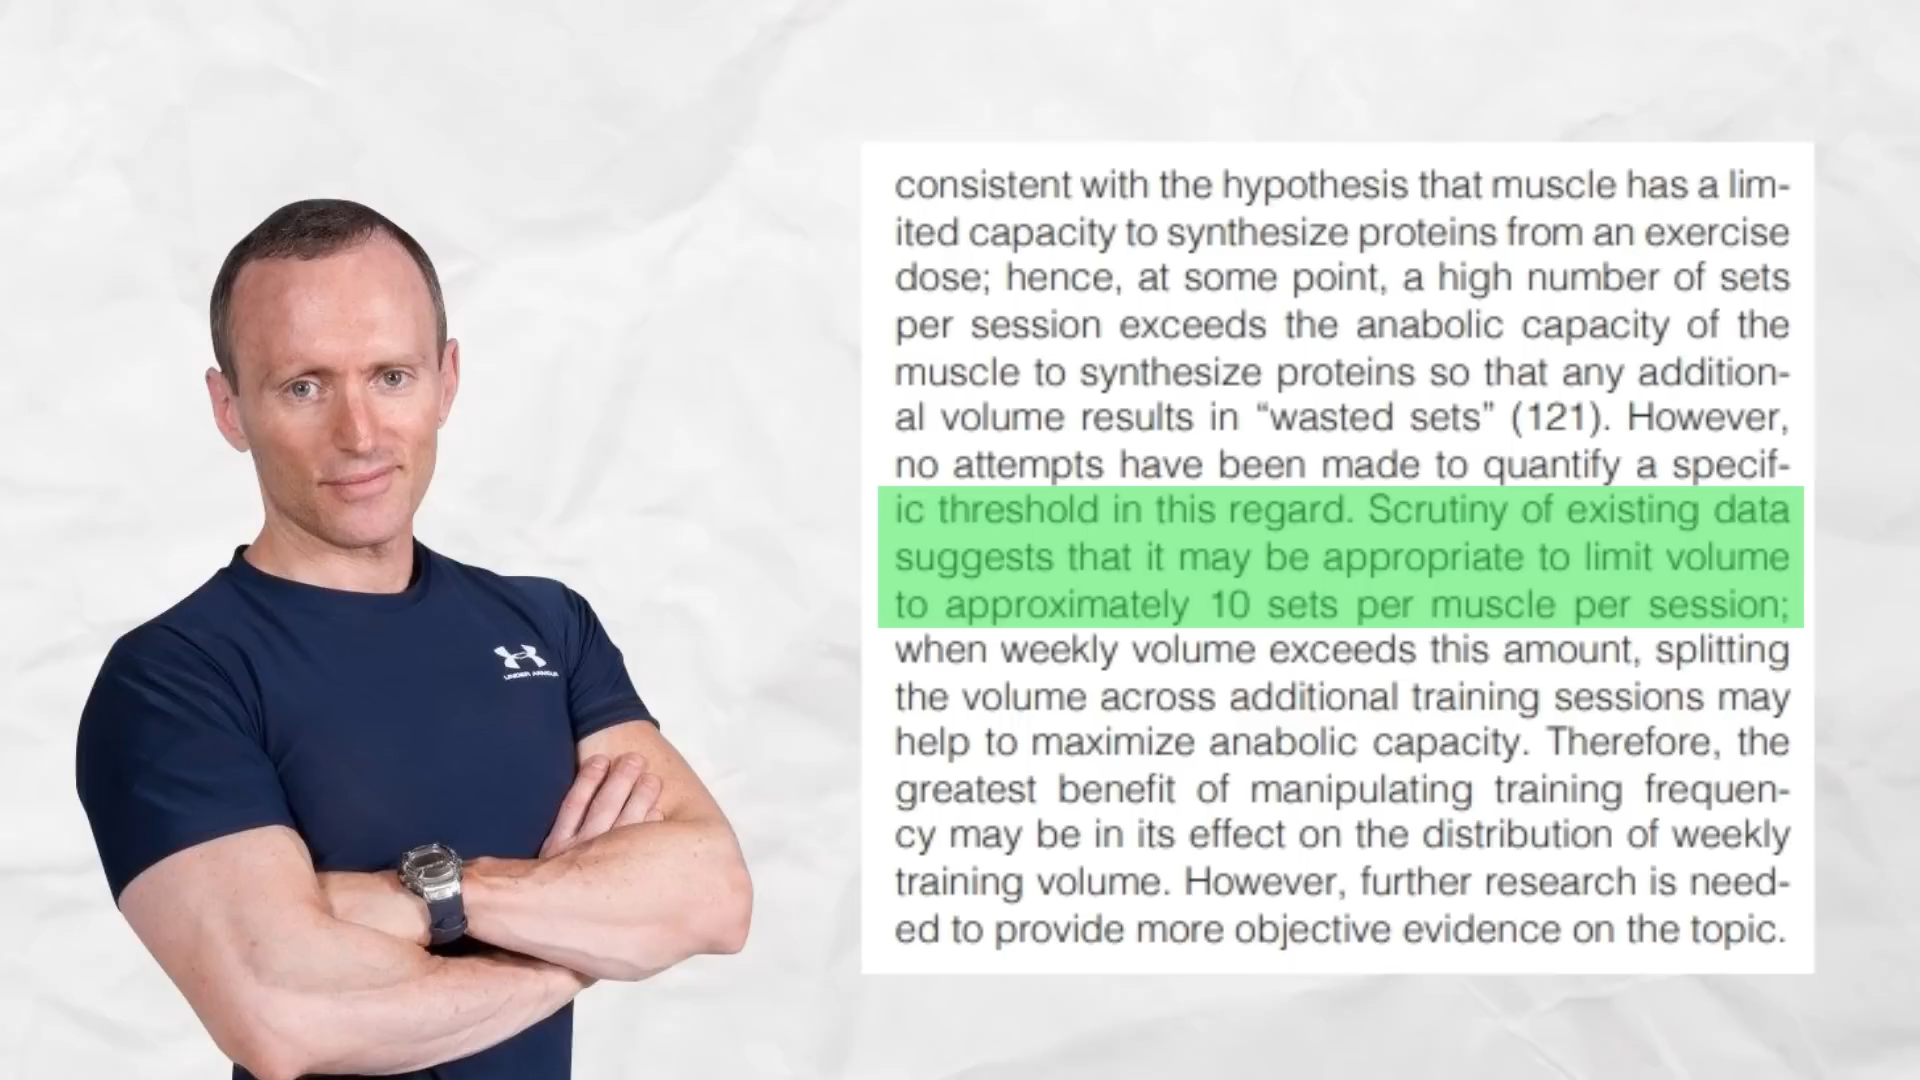 consistent with the hypothesis that muscle has a lim-
ited capacity to synthesize proteins from an exercise
dose; hence, at some point, a high number of sets
per session exceeds the anabolic capacity of the
muscle to synthesize proteins so that any addition-
al volume results in “wasted sets” (121). However,
no attempts have been made to quantify a specif-
ic threshold in this regard. Scrutiny of existing data
suggests that it may be appropriate to limit volume
to approximately 10 sets per muscle per session;
when weekly volume exceeds this amount, splitting
the volume across additional training sessions may
help to maximize anabolic capacity. Therefore, the
greatest benefit of manipulating training frequen-
cy may be in its effect on the distribution of weekly
training volume. However, further research is need-
ed to provide more objective evidence on the topic.
UNDER ARMOUR